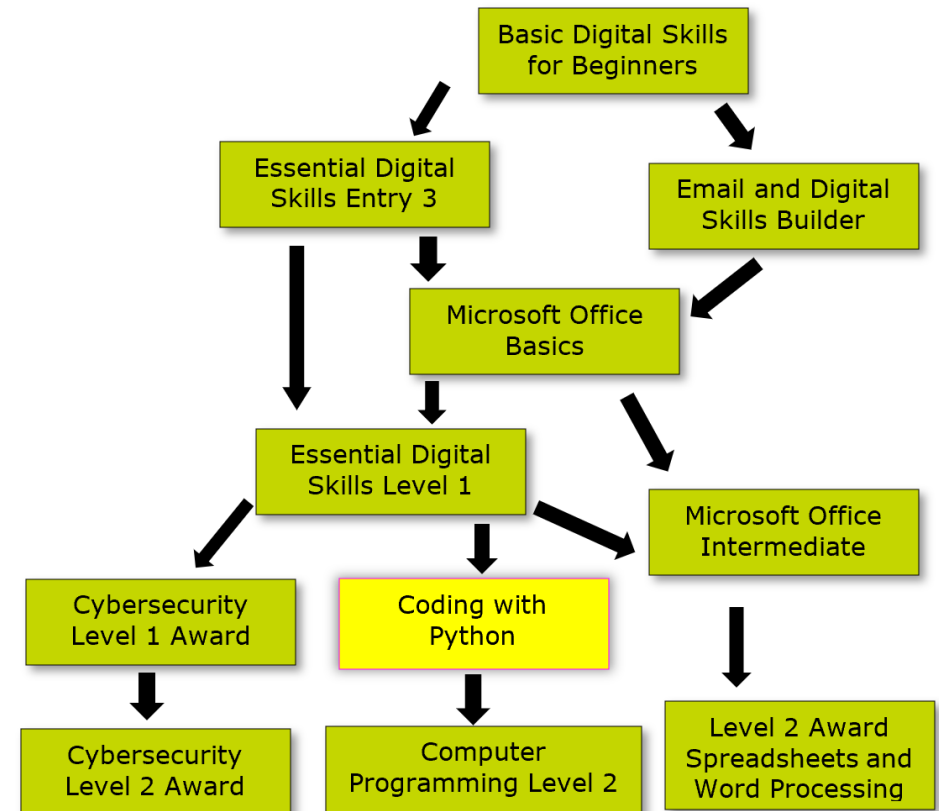 Basic Digital Skills
for Beginners
Essential Digital
Skills Entry 3
Email and Digital
Skills Builder
Microsoft Office
Basics
Essential Digital
Skills Level 1
Microsoft Office
Intermediate
Cybersecurity
Level 1 Award
Coding with
Python
Cybersecurity
Level 2 Award
Computer
Programming Level 2
Level 2 Award
Spreadsheets and
Word Processing